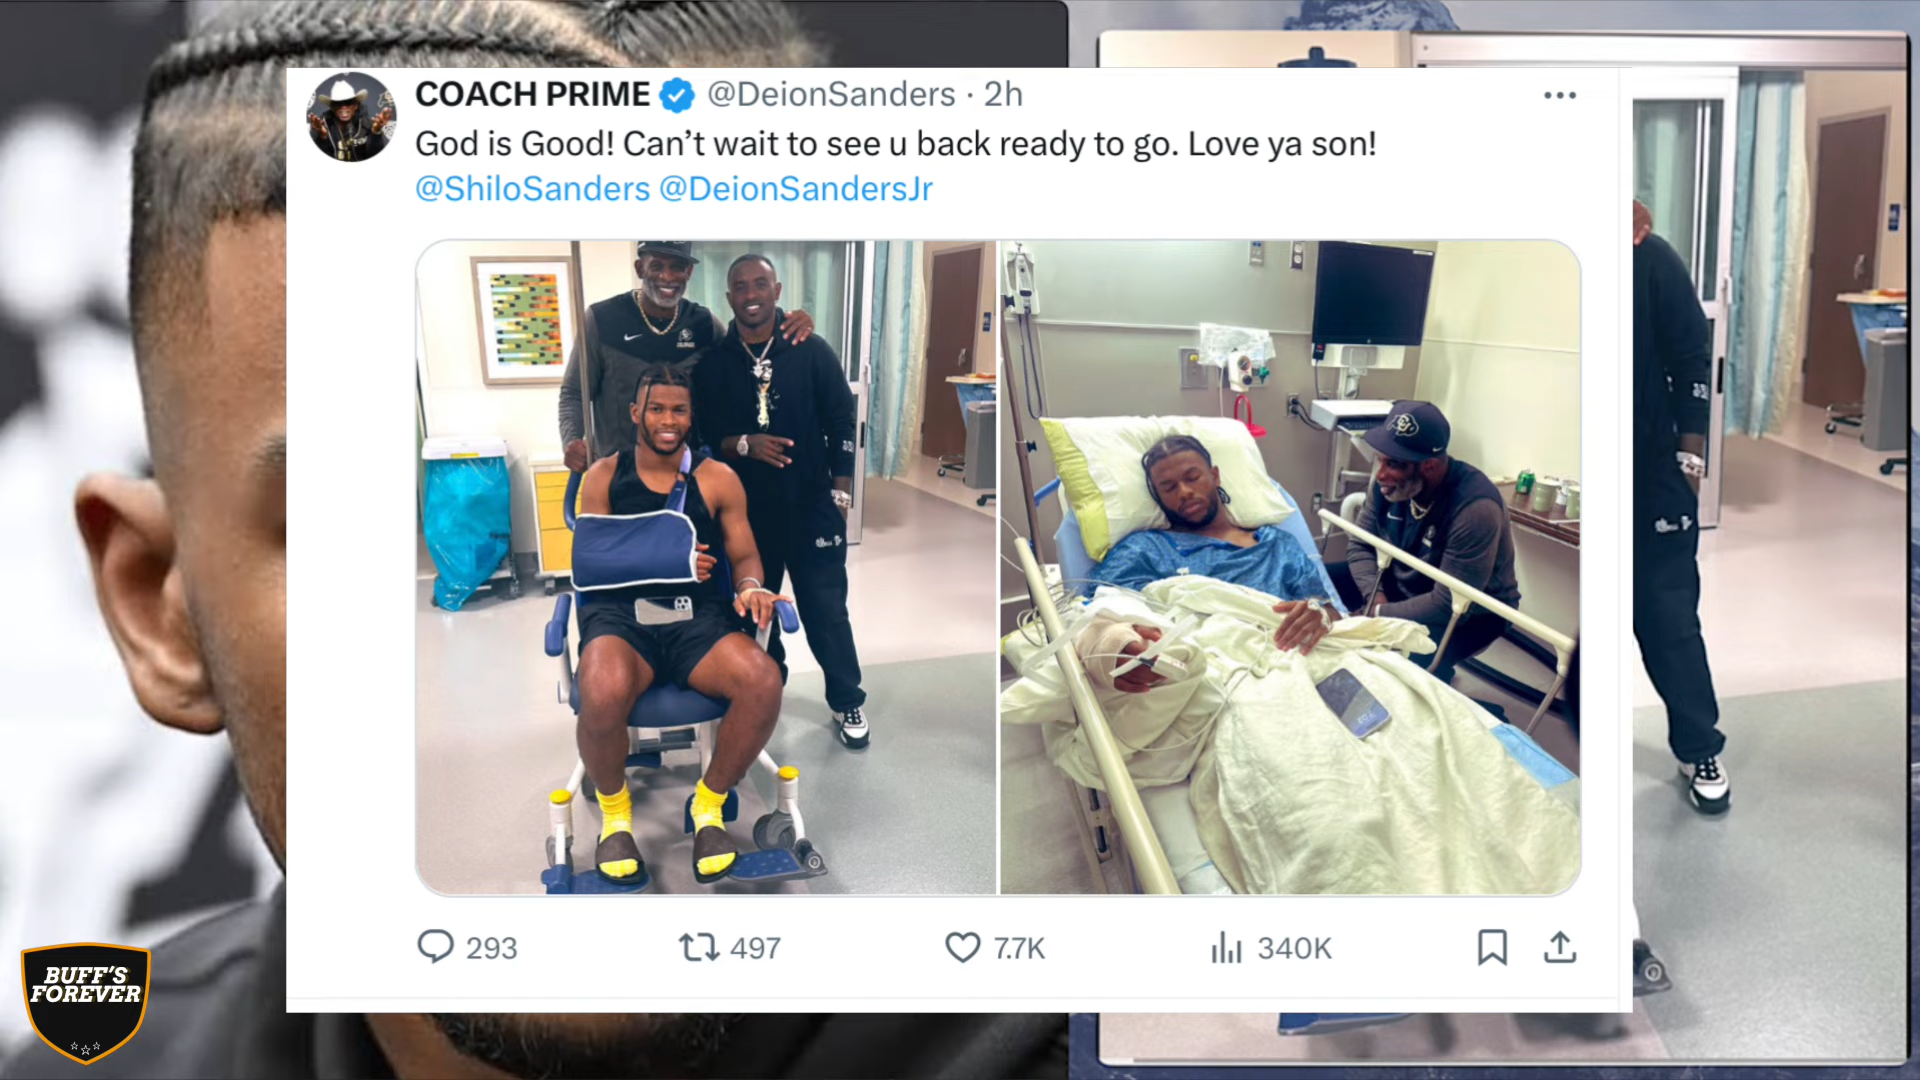 COACH PRIME @DeionSanders · 2h
God is Good! Can’t wait to see u back ready to go. Love ya son!
@ShiloSanders @DeionSandersJr
293 497 7.7K 340K
BUFF'S
FOREVER